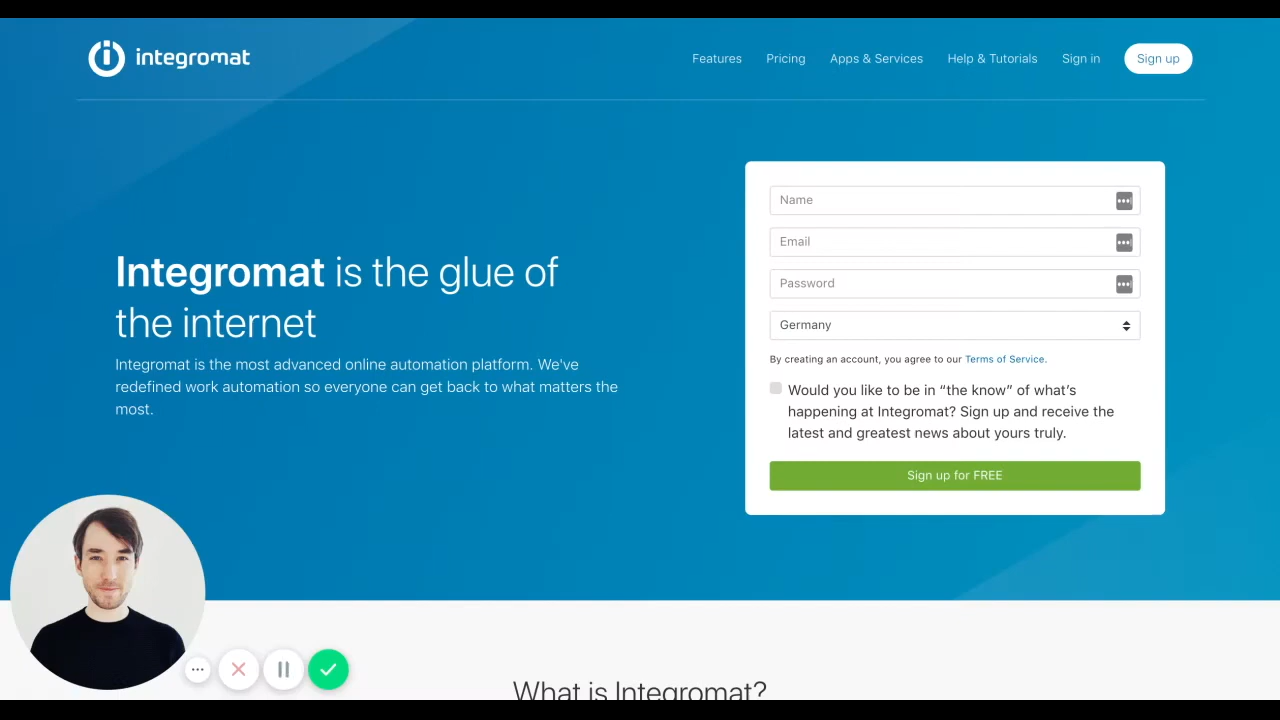 integromat
Features Pricing Apps & Services Help & Tutorials Sign in Sign up
Name
Email
Password
Germany
By creating an account, you agree to our Terms of Service.
Would you like to be in “the know” of what’s
happening at Integromat? Sign up and receive the
latest and greatest news about yours truly.
Sign up for FREE
Integromat is the glue of
the internet
Integromat is the most advanced online automation platform. We've
redefined work automation so everyone can get back to what matters the
most.
What is Integromat?